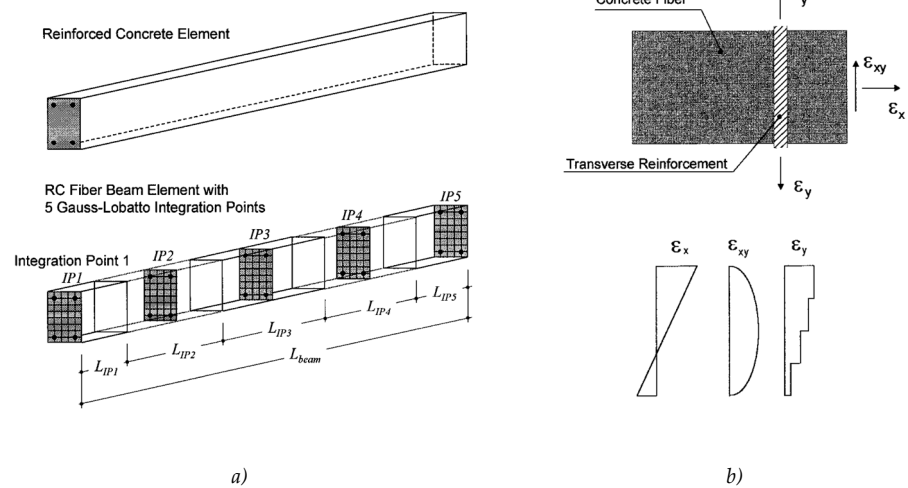 Reinforced Concrete Element
RC Fiber Beam Element with
5 Gauss-Lobatto Integration Points
Integration Point 1
IP1
IP2
IP3
IP4
IP5
L_IP1
L_IP2
L_IP3
L_IP4
L_IP5
L_beam
a)
Concrete Fiber
y
ε_xy
ε_x
Transverse Reinforcement
ε_y
ε_x ε_xy ε_y
b)